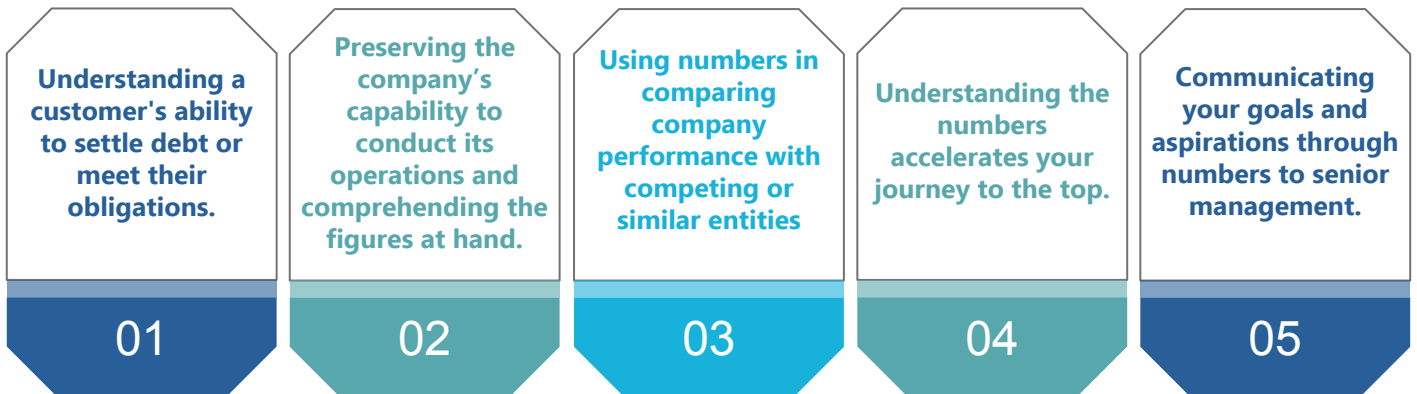 Understanding a
customer's ability
to settle debt or
meet their
obligations.
01
Preserving the
company’s
capability to
conduct its
operations and
comprehending the
figures at hand.
02
Using numbers in
comparing
company
performance with
competing or
similar entities
03
Understanding the
numbers
accelerates your
journey to the top.
04
Communicating
your goals and
aspirations through
numbers to senior
management.
05